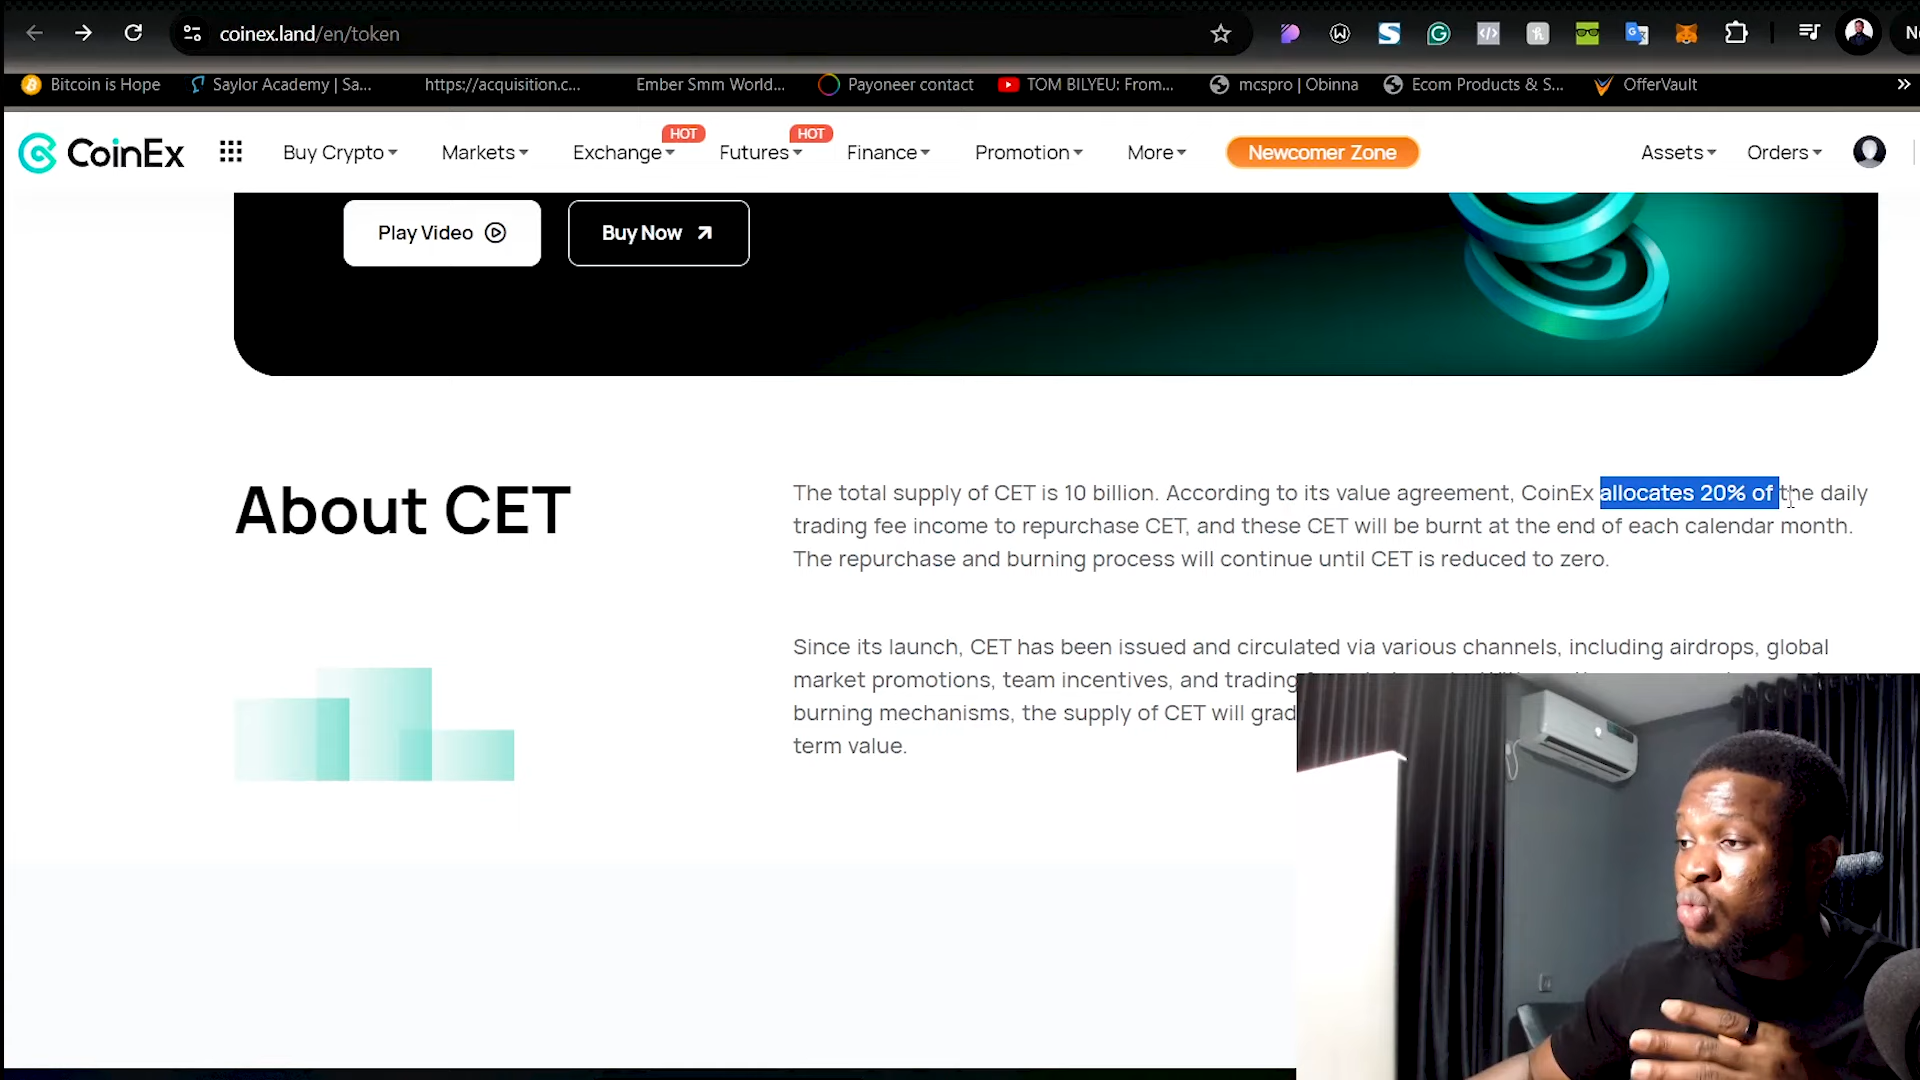 coinex.land/en/token
Bitcoin is Hope
Saylor Academy | Sa...
https://acquisition.c...
Ember Smm World...
Payoneer contact
TOM BILYEU: From...
mcspro | Obinna
Ecom Products & S...
OfferVault
CoinEx
Buy Crypto
Markets
Exchange
HOT
Futures
HOT
Finance
Promotion
More
Newcomer Zone
Assets
Orders
Play Video
Buy Now
About CET
The total supply of CET is 10 billion. According to its value agreement, CoinEx allocates 20% of the daily
trading fee income to repurchase CET, and these CET will be burnt at the end of each calendar month.
The repurchase and burning process will continue until CET is reduced to zero.
Since its launch, CET has been issued and circulated via various channels, including airdrops, global
market promotions, team incentives, and trading
burning mechanisms, the supply of CET will grad
term value.